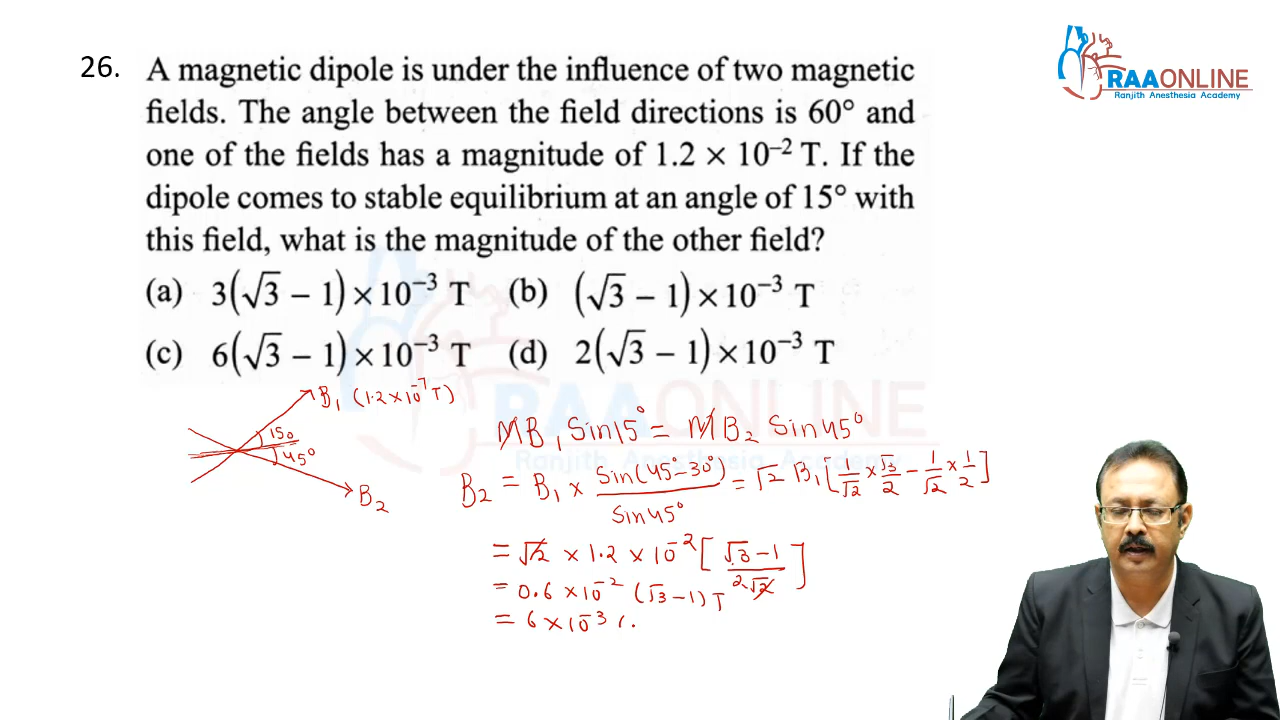 RAAONLINE
Ranjith Anesthesia Academy
26. A magnetic dipole is under the influence of two magnetic
fields. The angle between the field directions is 60° and
one of the fields has a magnitude of 1.2 × 10⁻² T. If the
dipole comes to stable equilibrium at an angle of 15° with
this field, what is the magnitude of the other field?
(a) 3(√3 – 1)×10⁻³ T (b) (√3 – 1)×10⁻³ T
(c) 6(√3 – 1)×10⁻³ T (d) 2(√3 – 1)×10⁻³ T
RAAONLINE
Ranjith Anesthesia Academy
B₁ (1.2×10⁻⁷ T)
15°
45°
B₂
MB₁ Sin15° = MB₂ Sin45°
B₂ = B₁ × Sin(45°-30°)/Sin45° = √2 B₁ [1/√2 × √3/2 − 1/√2 × 1/2]
= √2 × 1.2 × 10⁻² [√3−1 / 2√2]
= 0.6 × 10⁻² (√3−1) T
= 6 × 10⁻³ (.